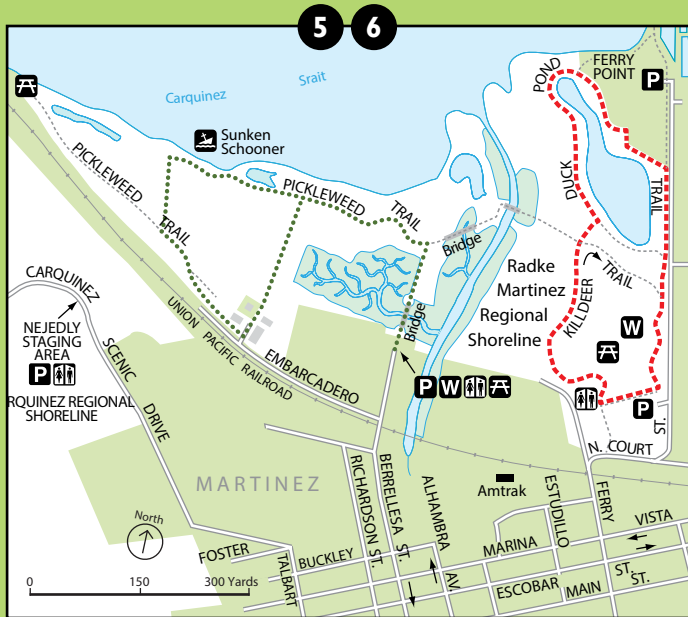 5 6
FERRY
POINT
P
POND
Carquinez Strait
Sunken
Schooner
PICKLEWEED
TRAIL
PICKLEWEED
TRAIL
DUCK
TRAIL
Bridge
Radke
Martinez
Regional
Shoreline
KILLDEER
TRAIL
W
Bridge
CARQUINEZ
SCENIC
DRIVE
NEJEDLY
STAGING
AREA
P
RQUINEZ REGIONAL
SHORELINE
UNION PACIFIC RAILROAD
EMBARCADERO
P W
P
N. COURT
ST.
MARTINEZ
Amtrak
RICHARDSON ST.
BERRELLESA ST.
ALHAMBRA
AV.
ESTUDILLO
FERRY
North
FOSTER
TALBART
BUCKLEY
MARINA
VISTA
ESCOBAR
ST.
MAIN
ST.
0 150 300 Yards